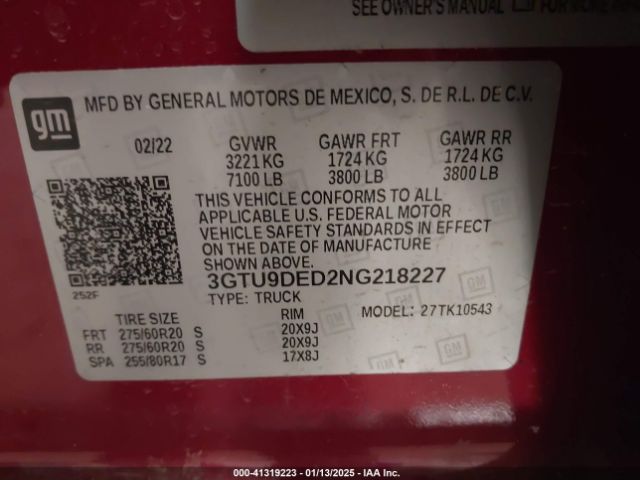 SEE OWNER'S MANUAL FOR MORE
gm
MFD BY GENERAL MOTORS DE MEXICO, S. DE R.L. DE C.V.
02/22 GVWR GAWR FRT GAWR RR
3221 KG 1724 KG 1724 KG
7100 LB 3800 LB 3800 LB
THIS VEHICLE CONFORMS TO ALL
APPLICABLE U.S. FEDERAL MOTOR
VEHICLE SAFETY STANDARDS IN EFFECT
ON THE DATE OF MANUFACTURE
SHOWN ABOVE.
252F
3GTU9DED2NG218227
TYPE: TRUCK
TIRE SIZE RIM MODEL: 27TK10543
FRT 275/60R20 S 20X9J
RR 275/60R20 S 20X9J
SPA 255/80R17 S 17X8J
000-41319223 - 01/13/2025 - IAA Inc.